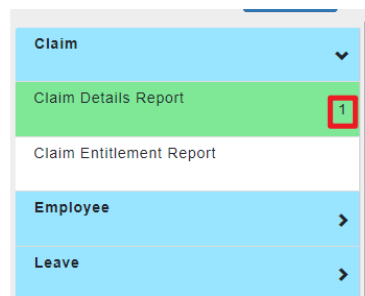 Claim
Claim Details Report 1
Claim Entitlement Report
Employee
Leave